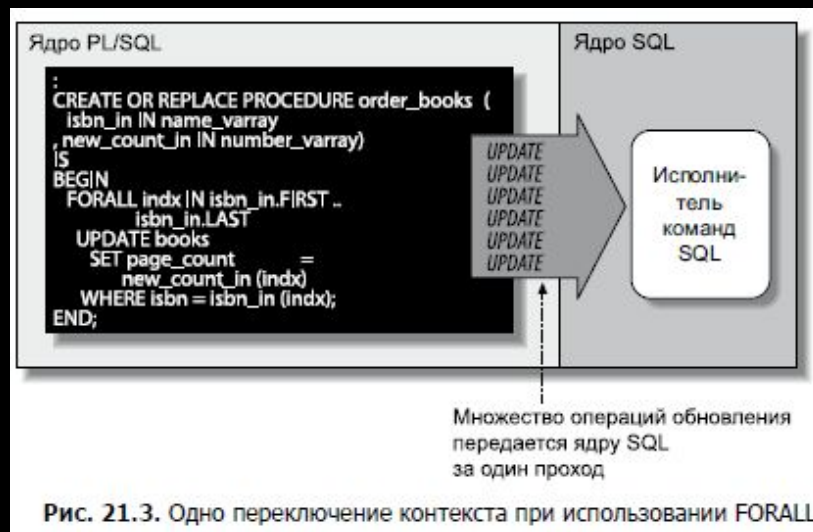 Ядро PL/SQL
:
CREATE OR REPLACE PROCEDURE order_books (
isbn_in IN name_varray
, new_count_in IN number_varray)
IS
BEGIN
FORALL indx IN isbn_in.FIRST ..
isbn_in.LAST
UPDATE books
SET page_count =
new_count_in (indx)
WHERE isbn = isbn_in (indx);
END;
UPDATE
UPDATE
UPDATE
UPDATE
UPDATE
UPDATE
Ядро SQL
Исполни-
тель
команд
SQL
Множество операций обновления
передается ядру SQL
за один проход
Рис. 21.3. Одно переключение контекста при использовании FORALL